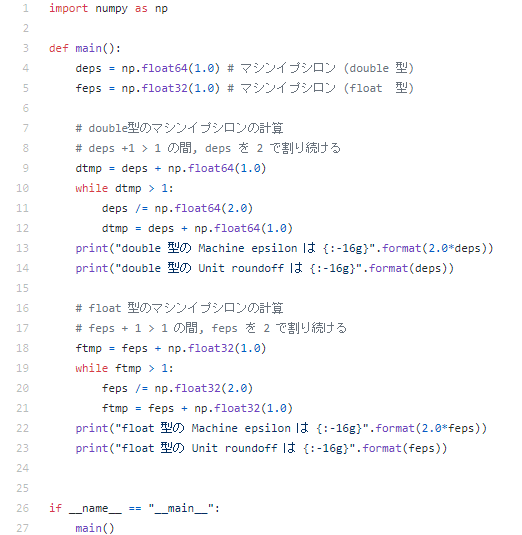 1 import numpy as np
2
3 def main():
4     deps = np.float64(1.0) # マシンイプシロン (double 型)
5     feps = np.float32(1.0) # マシンイプシロン (float  型)
6
7     # double型のマシンイプシロンの計算
8     # deps +1 > 1 の間, deps を 2 で割り続ける
9     dtmp = deps + np.float64(1.0)
10     while dtmp > 1:
11         deps /= np.float64(2.0)
12         dtmp = deps + np.float64(1.0)
13     print("double 型の Machine epsilon は {:-16g}".format(2.0*deps))
14     print("double 型の Unit roundoff は {:-16g}".format(deps))
15
16     # float 型のマシンイプシロンの計算
17     # feps + 1 > 1 の間, feps を 2 で割り続ける
18     ftmp = feps + np.float32(1.0)
19     while ftmp > 1:
20         feps /= np.float32(2.0)
21         ftmp = feps + np.float32(1.0)
22     print("float 型の Machine epsilon は {:-16g}".format(2.0*feps))
23     print("float 型の Unit roundoff は {:-16g}".format(feps))
24
25
26 if __name__ == "__main__":
27     main()